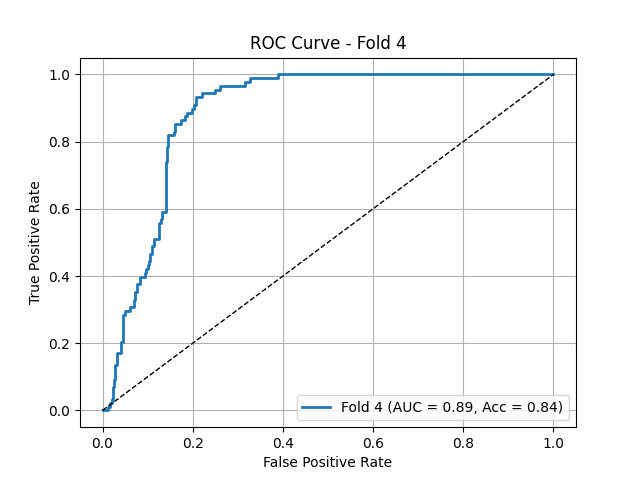 ROC Curve - Fold 4
True Positive Rate
1.0
0.8
0.6
0.4
0.2
0.0
Fold 4 (AUC = 0.89, Acc = 0.84)
0.0 0.2 0.4 0.6 0.8 1.0
False Positive Rate